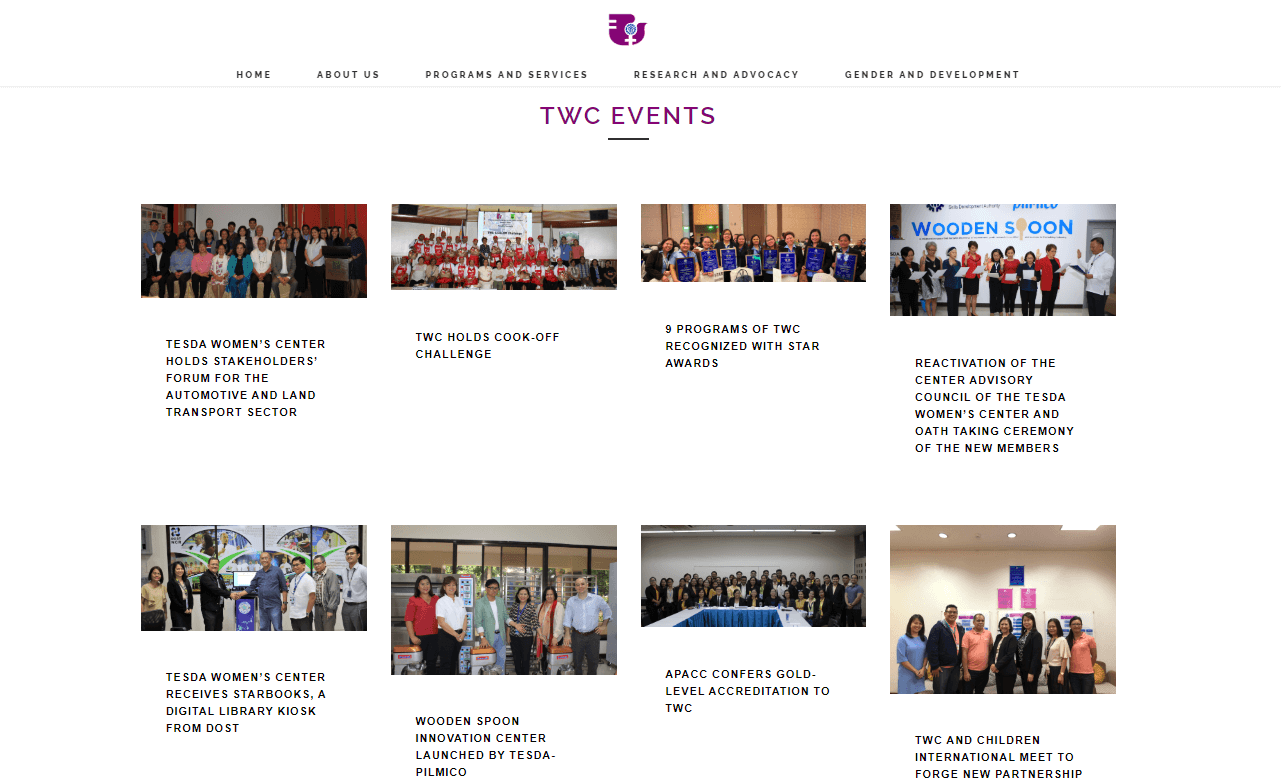 HOME ABOUT US PROGRAMS AND SERVICES RESEARCH AND ADVOCACY GENDER AND DEVELOPMENT
TWC EVENTS
WOODEN SPOON
TESDA WOMEN’S CENTER
HOLDS STAKEHOLDERS’
FORUM FOR THE
AUTOMOTIVE AND LAND
TRANSPORT SECTOR
TWC HOLDS COOK-OFF
CHALLENGE
9 PROGRAMS OF TWC
RECOGNIZED WITH STAR
AWARDS
REACTIVATION OF THE
CENTER ADVISORY
COUNCIL OF THE TESDA
WOMEN’S CENTER AND
OATH TAKING CEREMONY
OF THE NEW MEMBERS
TESDA WOMEN’S CENTER
RECEIVES STARBOOKS, A
DIGITAL LIBRARY KIOSK
FROM DOST
WOODEN SPOON
INNOVATION CENTER
LAUNCHED BY TESDA-
PILMICO
APACC CONFERS GOLD-
LEVEL ACCREDITATION TO
TWC
TWC AND CHILDREN
INTERNATIONAL MEET TO
FORGE NEW PARTNERSHIP